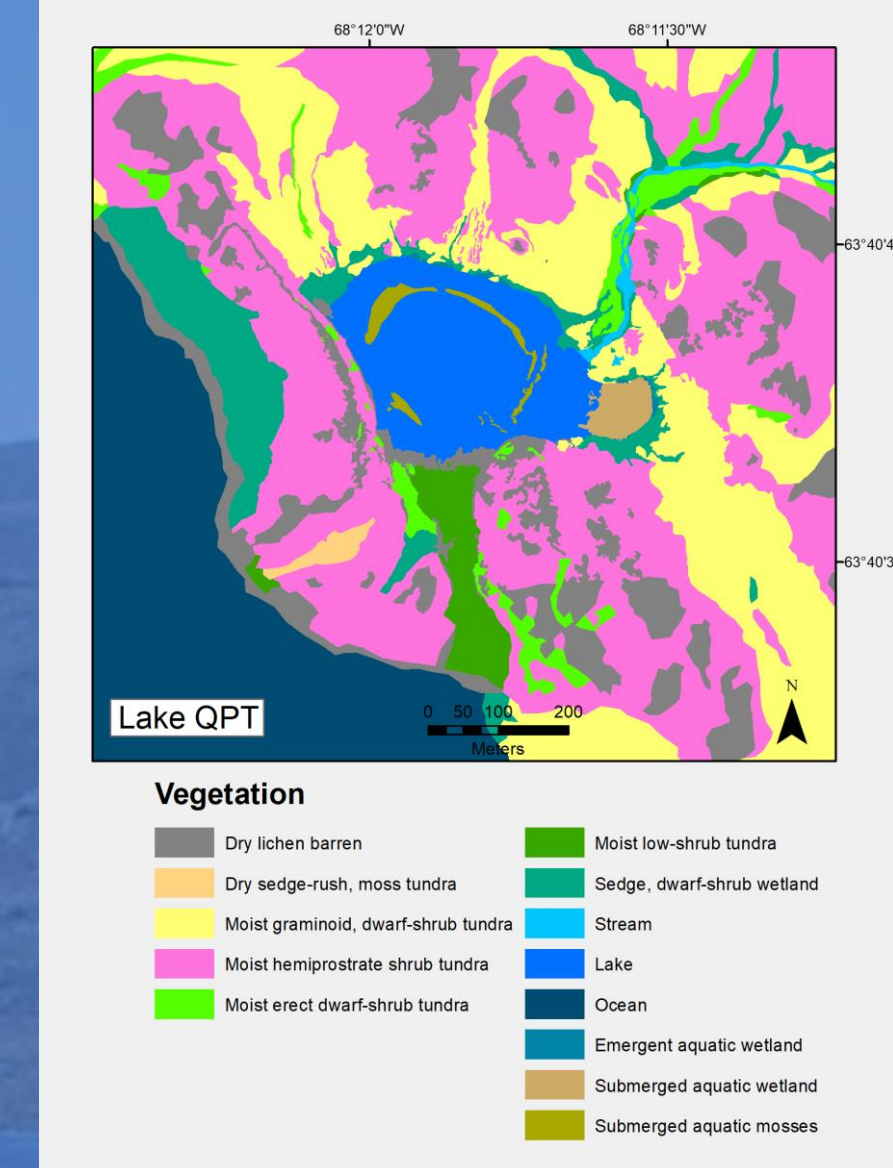 68°12'0"W 68°11'30"W
63°40'4
63°40'3
Lake QPT
0 50 100 200
Meters
N
Vegetation
Dry lichen barren
Dry sedge-rush, moss tundra
Moist graminoid, dwarf-shrub tundra
Moist hemiprostrate shrub tundra
Moist erect dwarf-shrub tundra
Moist low-shrub tundra
Sedge, dwarf-shrub wetland
Stream
Lake
Ocean
Emergent aquatic wetland
Submerged aquatic wetland
Submerged aquatic mosses